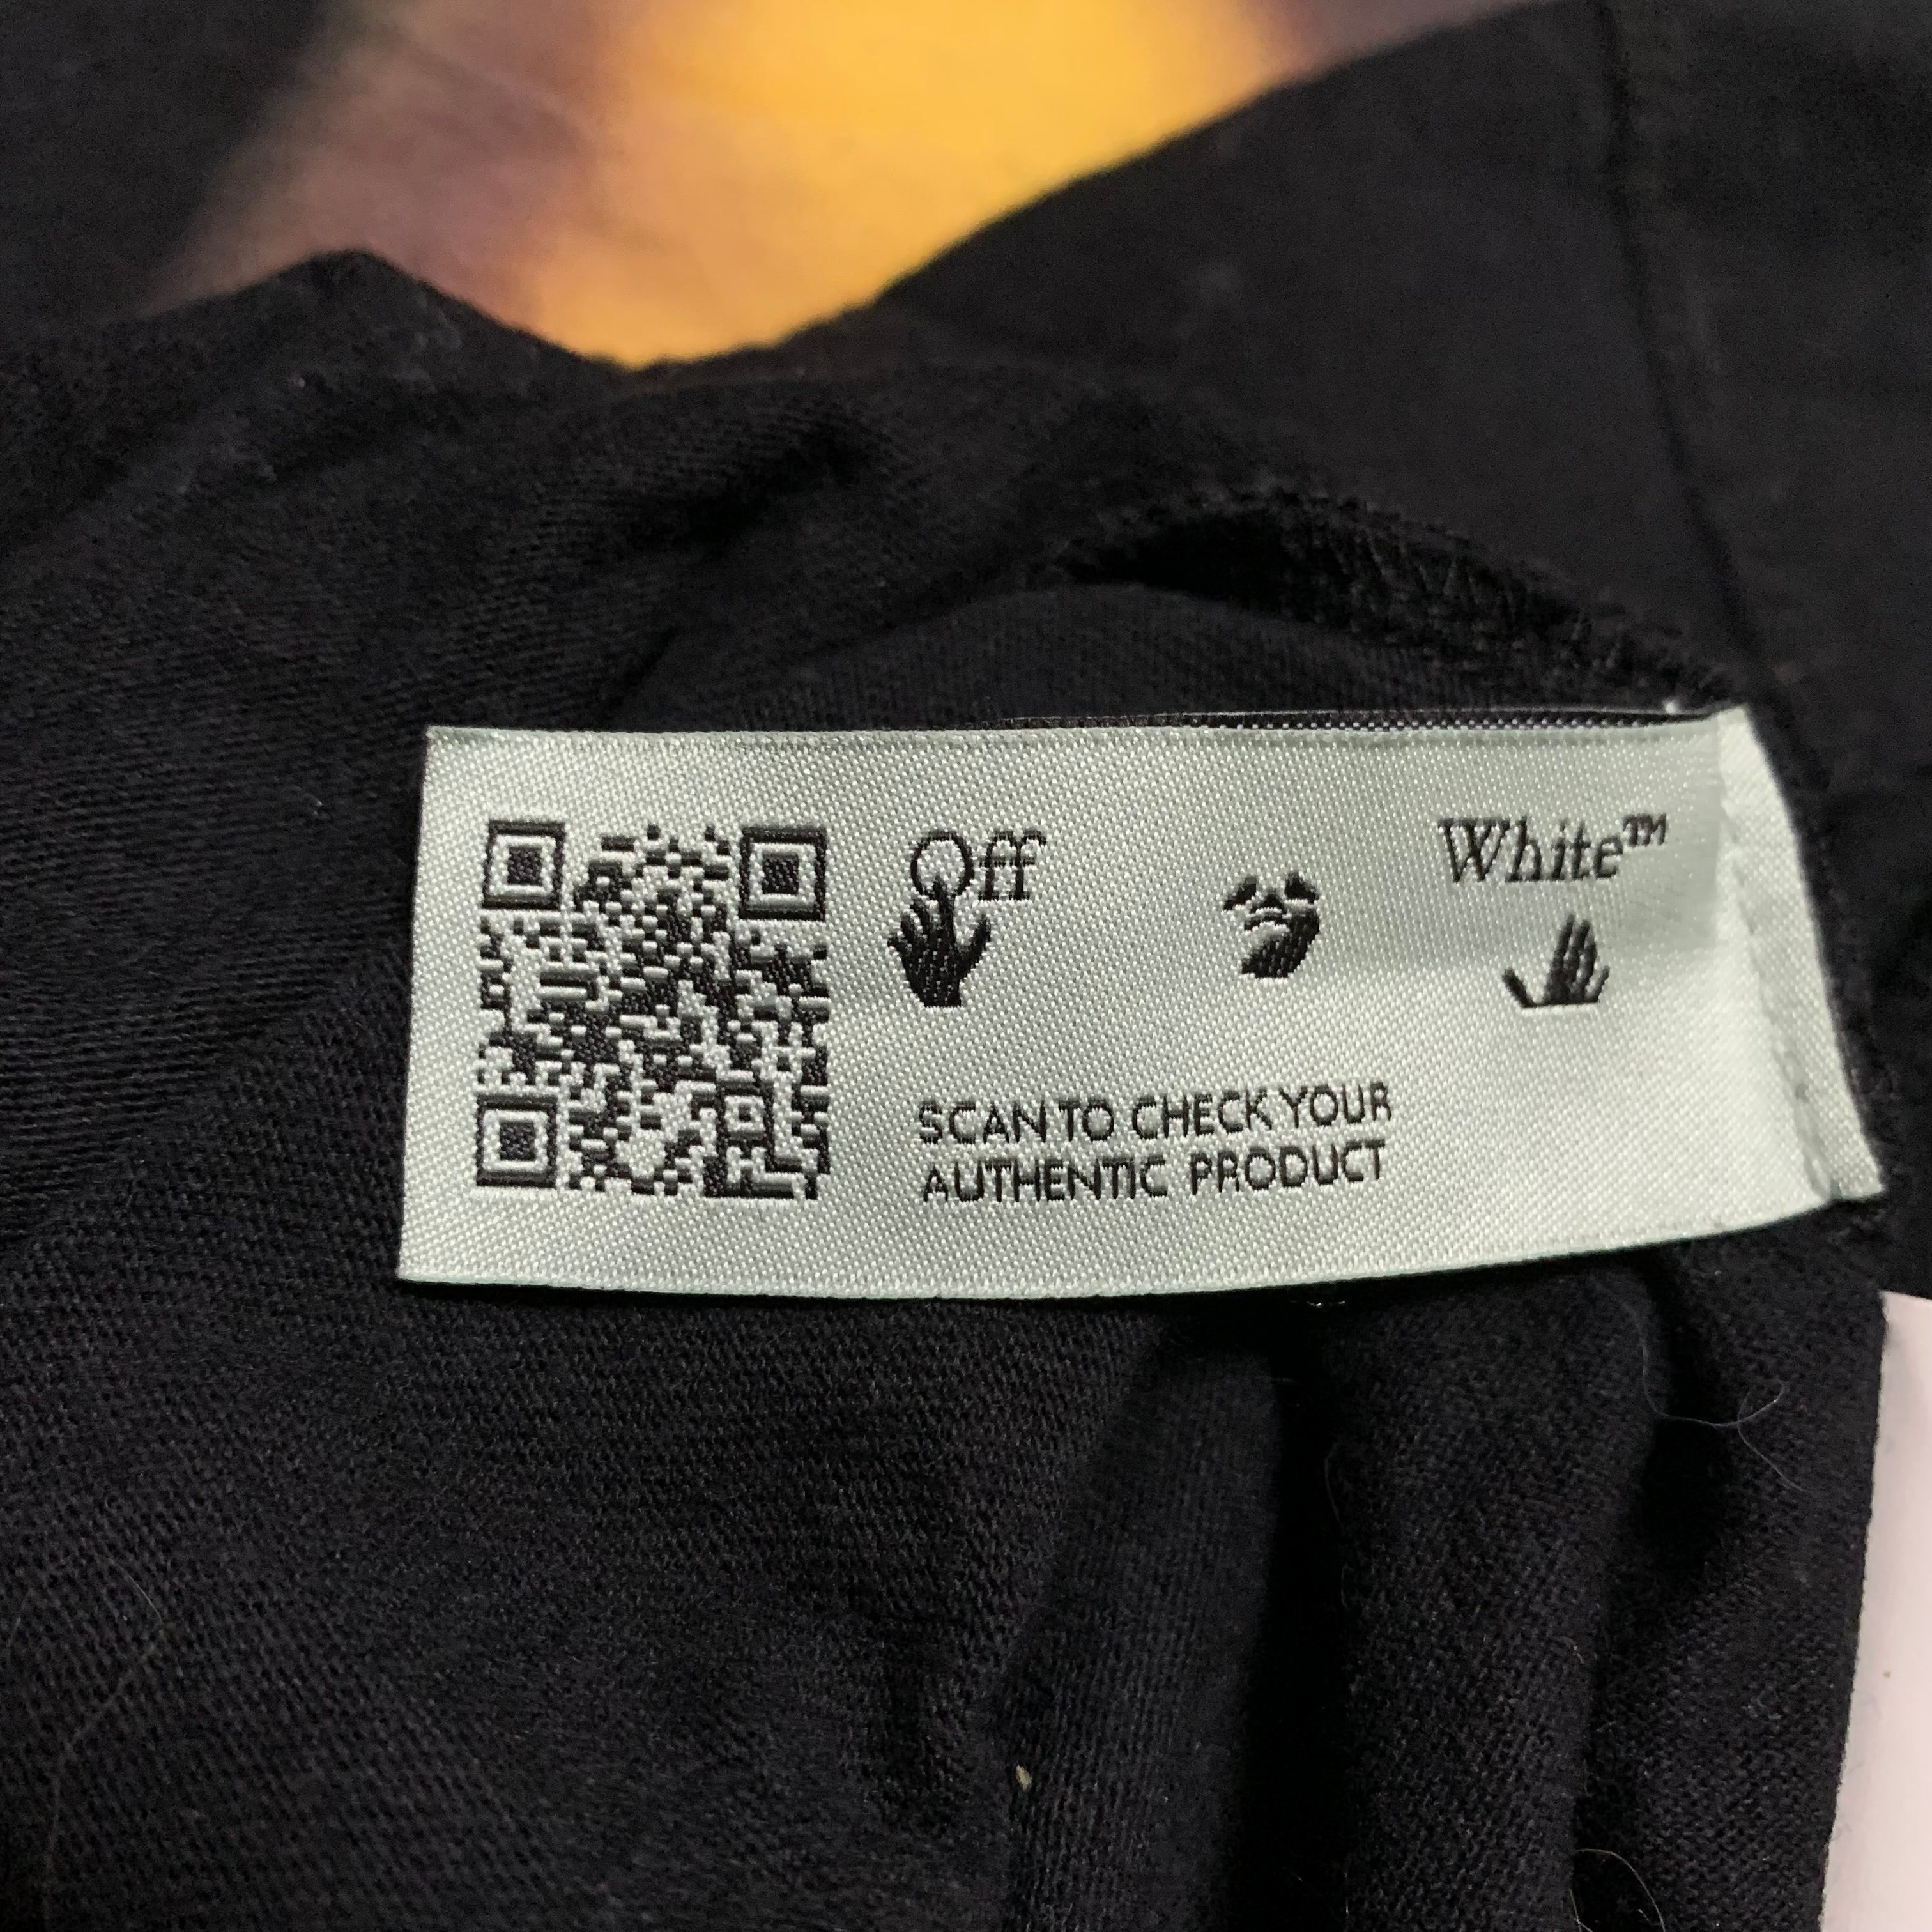 Off White™
SCAN TO CHECK YOUR
AUTHENTIC PRODUCT